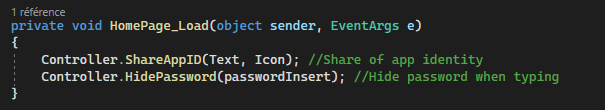 1 référence
private void HomePage_Load(object sender, EventArgs e)
{
Controller.ShareAppID(Text, Icon); //Share of app identity
Controller.HidePassword(passwordInsert); //Hide password when typing
}